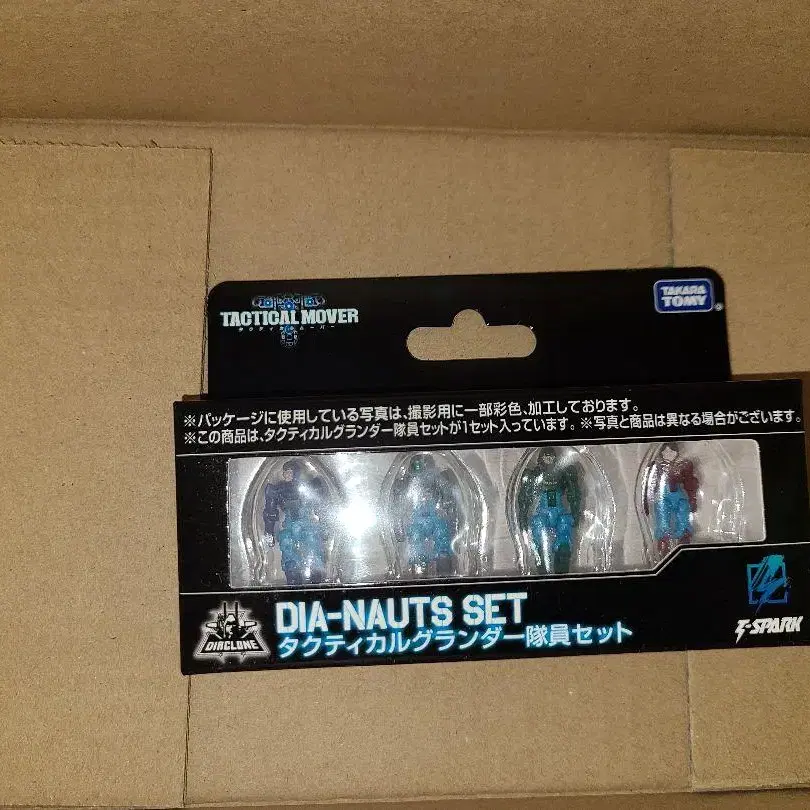 TACTICAL MOVER
タクティカルムーバー
TAKARA
TOMY
※パッケージに使用している写真は、撮影用に一部彩色、加工しております。
※この商品は、タクティカルグランダー隊員セットが1セット入っています。※写真と商品は異なる場合がございます。
DIA-NAUTS SET
タクティカルグランダー隊員セット
DIACLONE
T-SPARK